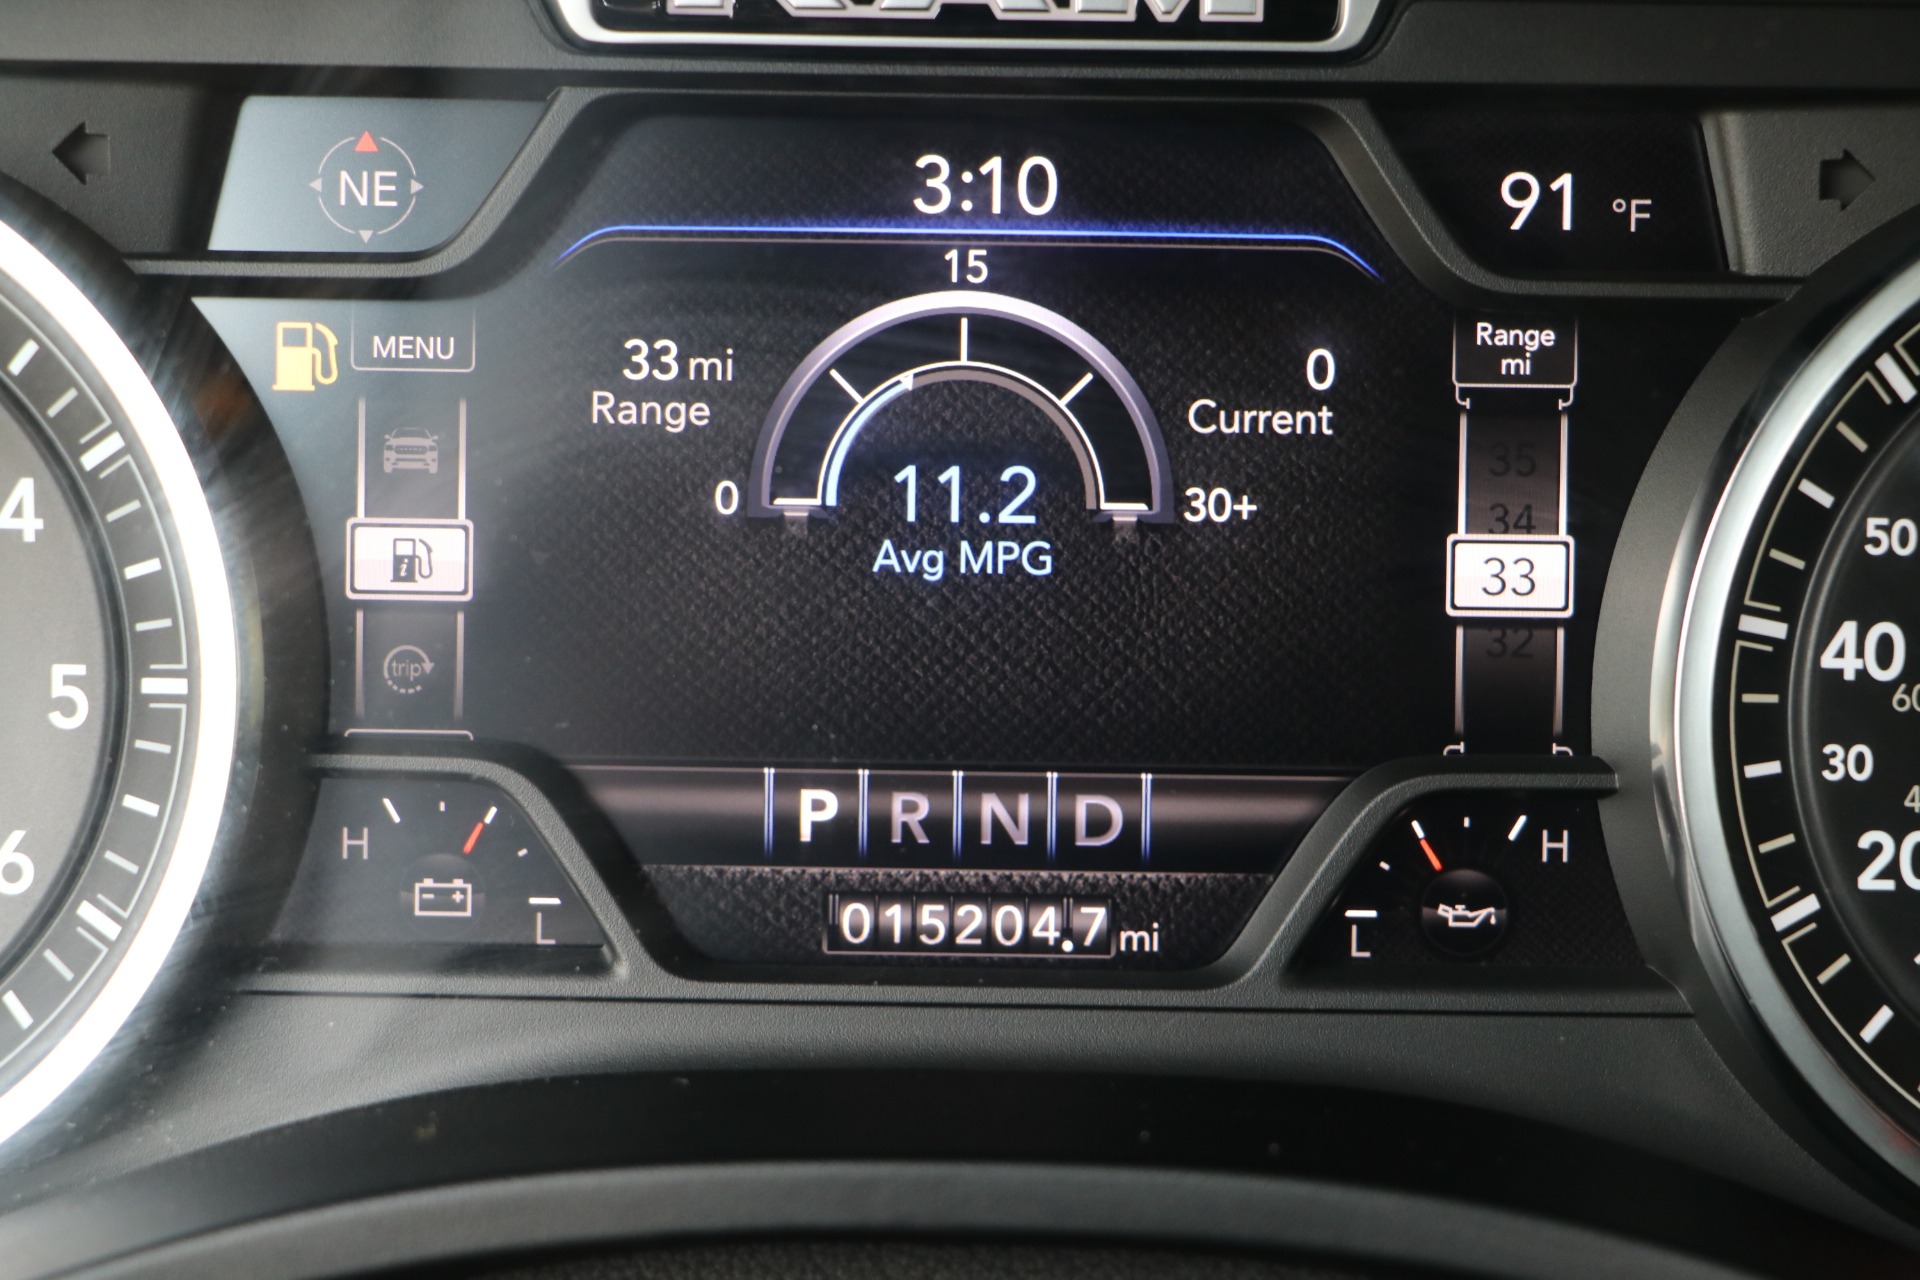 RAM
NE
3:10
91 °F
MENU
15
33 mi
Range
0
Current
Range
mi
0
30+
11.2
Avg MPG
35
34
33
32
trip
4
5
6
50
40
60
30
20
H
L
P R N D
H
L
015204.7 mi